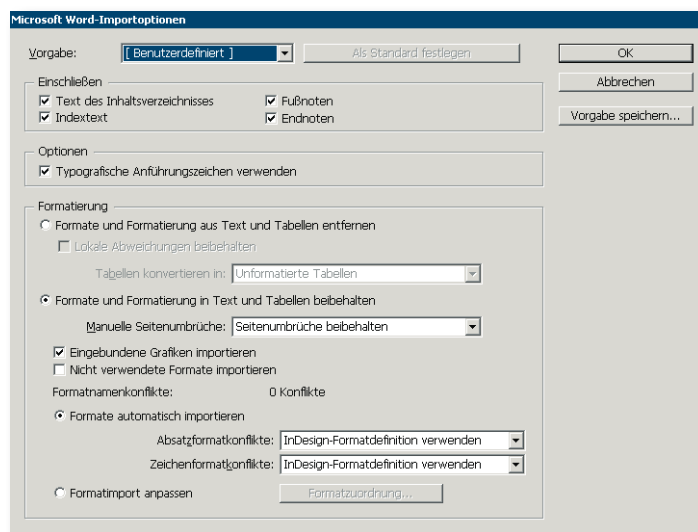 Microsoft Word-Importoptionen
Vorgabe: [ Benutzerdefiniert ] Als Standard festlegen OK
Abbrechen
Vorgabe speichern...
Einschließen
Text des Inhaltsverzeichnisses Fußnoten
Indextext Endnoten
Optionen
Typografische Anführungszeichen verwenden
Formatierung
Formate und Formatierung aus Text und Tabellen entfernen
Lokale Abweichungen beibehalten
Tabellen konvertieren in: Unformatierte Tabellen
Formate und Formatierung in Text und Tabellen beibehalten
Manuelle Seitenumbrüche: Seitenumbrüche beibehalten
Eingebundene Grafiken importieren
Nicht verwendete Formate importieren
Formatnamenkonflikte: 0 Konflikte
Formate automatisch importieren
Absatzformatkonflikte: InDesign-Formatdefinition verwenden
Zeichenformatkonflikte: InDesign-Formatdefinition verwenden
Formatimport anpassen Formatzuordnung...